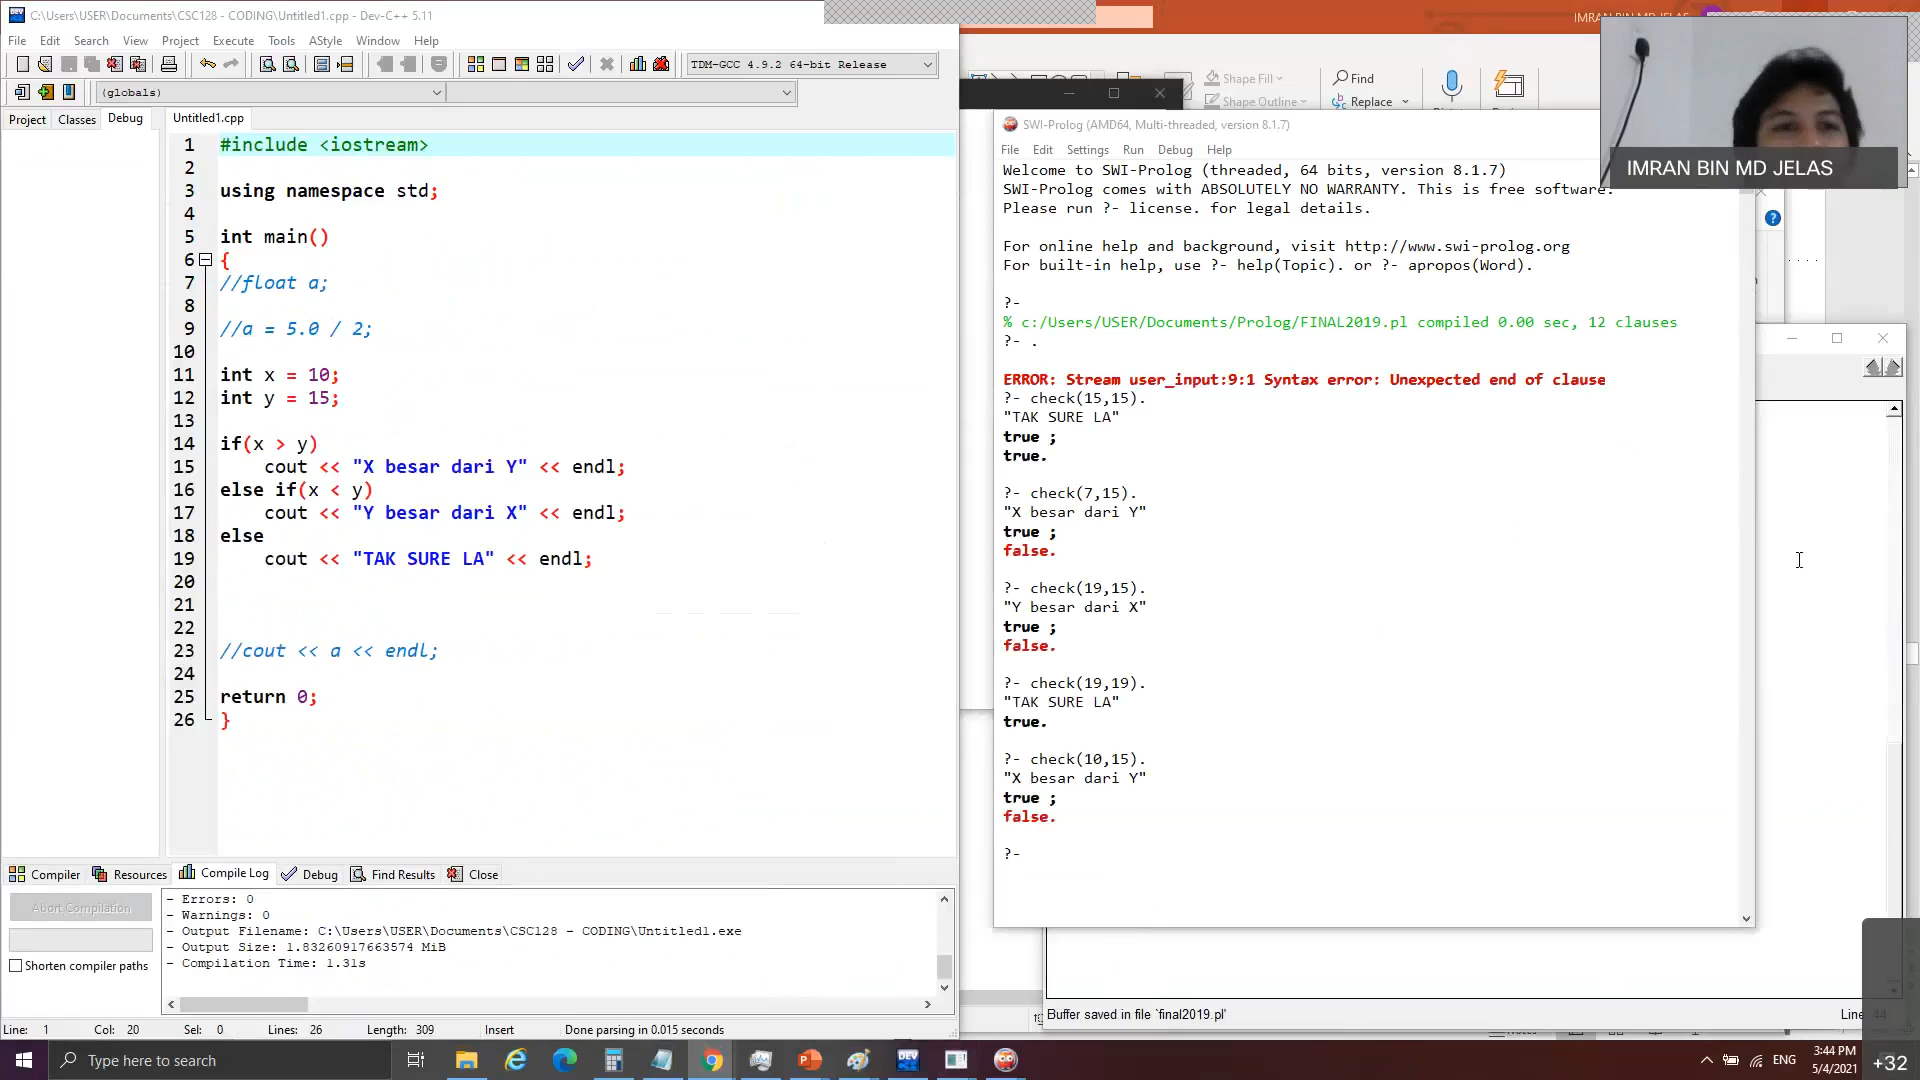 C:\Users\USER\Documents\CSC128 - CODING\Untitled1.cpp - Dev-C++ 5.11
File Edit Search View Project Execute Tools AStyle Window Help
TDM-GCC 4.9.2 64-bit Release
(globals)
Project Classes Debug
Untitled1.cpp
1 #include <iostream>
2
3 using namespace std;
4
5 int main()
6 {
7 //float a;
8
9 //a = 5.0 / 2;
10
11 int x = 10;
12 int y = 15;
13
14 if(x > y)
15 cout << "X besar dari Y" << endl;
16 else if(x < y)
17 cout << "Y besar dari X" << endl;
18 else
19 cout << "TAK SURE LA" << endl;
20
21
22
23 //cout << a << endl;
24
25 return 0;
26 }
Compiler Resources Compile Log Debug Find Results Close
Abort Compilation
Shorten compiler paths
- Errors: 0
- Warnings: 0
- Output Filename: C:\Users\USER\Documents\CSC128 - CODING\Untitled1.exe
- Output Size: 1.83260917663574 MiB
- Compilation Time: 1.31s
Line: 1 Col: 20 Sel: 0 Lines: 26 Length: 309 Insert Done parsing in 0.015 seconds
IMRAN BIN MD JELAS
Shape Fill
Shape Outline
Find
Replace
IMRAN BIN MD JELAS
SWI-Prolog (AMD64, Multi-threaded, version 8.1.7)
File Edit Settings Run Debug Help
Welcome to SWI-Prolog (threaded, 64 bits, version 8.1.7)
SWI-Prolog comes with ABSOLUTELY NO WARRANTY. This is free software.
Please run ?- license. for legal details.
For online help and background, visit http://www.swi-prolog.org
For built-in help, use ?- help(Topic). or ?- apropos(Word).
?-
% c:/Users/USER/Documents/Prolog/FINAL2019.pl compiled 0.00 sec, 12 clauses
?- .
ERROR: Stream user_input:9:1 Syntax error: Unexpected end of clause
?- check(15,15).
"TAK SURE LA"
true ;
true.
?- check(7,15).
"X besar dari Y"
true ;
false.
?- check(19,15).
"Y besar dari X"
true ;
false.
?- check(19,19).
"TAK SURE LA"
true.
?- check(10,15).
"X besar dari Y"
true ;
false.
?-
Buffer saved in file `final2019.pl'
Line: 44
Type here to search
ENG
3:44 PM
5/4/2021
+32